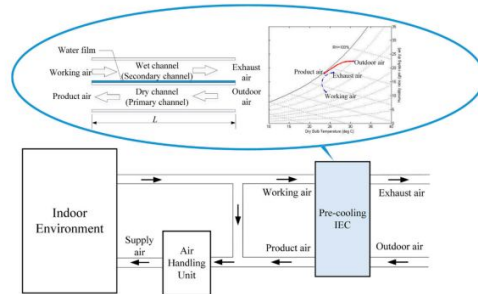 Water film
Wet channel
(Secondary channel)
Working air
Exhaust
air
Product air
Dry channel
(Primary channel)
Outdoor
air
L
Outdoor air
Product air
Exhaust air
Working air
Dry Bulb Temperature (deg C)
Indoor
Environment
Working air
Pre-cooling
IEC
Exhaust air
Supply
air
Air
Handling
Unit
Product air
Outdoor air